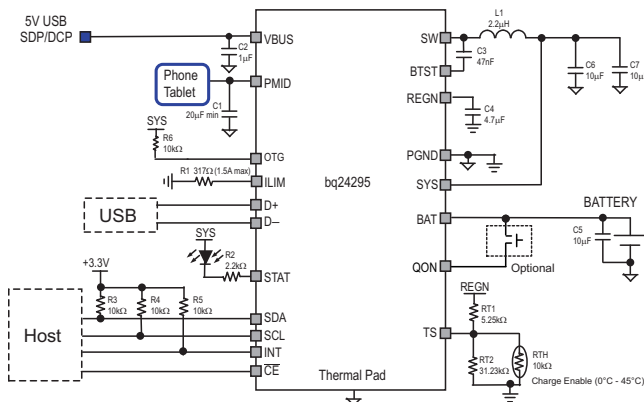 5V USB
SDP/DCP
VBUS
C2
1µF
Phone
Tablet
PMID
C1
20µF min
SYS
R6
10kΩ
OTG
R1 317Ω (1.5A max)
ILIM
USB
D+
D–
SYS
R2
2.2kΩ
STAT
+3.3V
R3
10kΩ
R4
10kΩ
R5
10kΩ
Host
SDA
SCL
INT
CE
bq24295
Thermal Pad
SW
L1
2.2µH
C3
47nF
BTST
C6
10µF
C7
10µ
REGN
C4
4.7µF
PGND
SYS
BAT
BATTERY
C5
10µF
QON
Optional
REGN
RT1
5.25kΩ
TS
RT2
31.23kΩ
RTH
10kΩ
Charge Enable (0°C - 45°C)